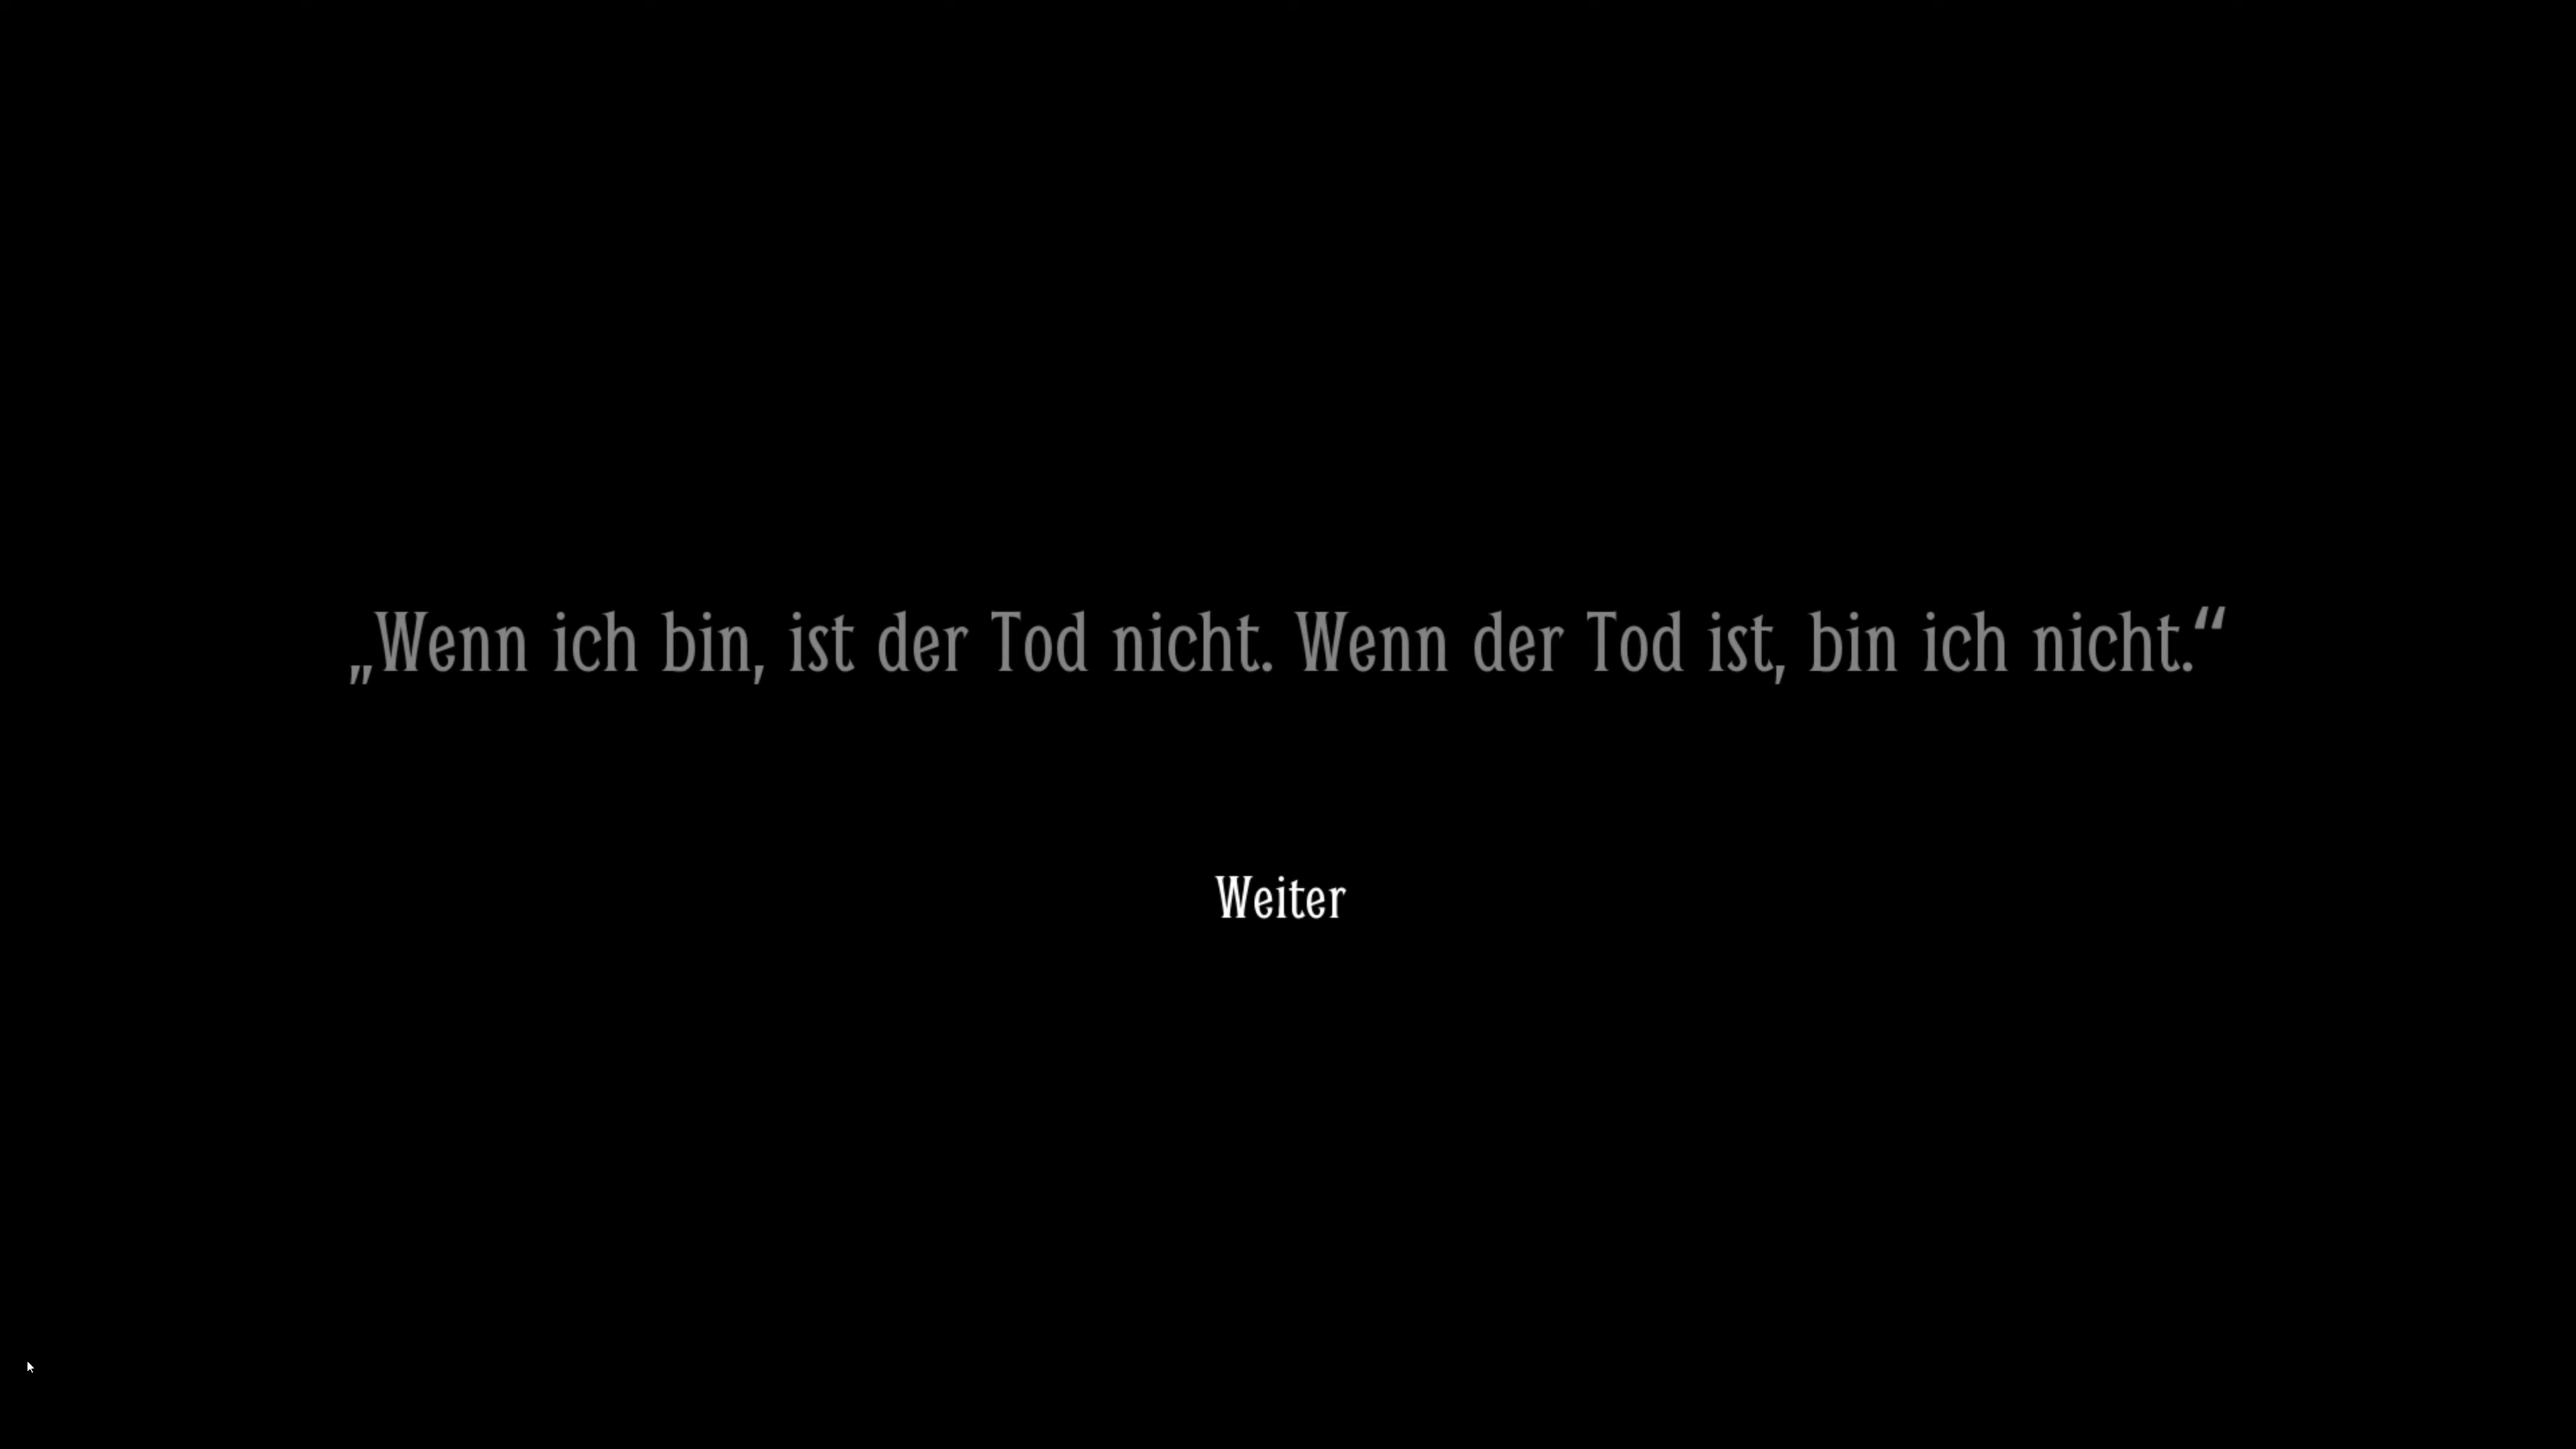 „Wenn ich bin, ist der Tod nicht. Wenn der Tod ist, bin ich nicht.“
Weiter